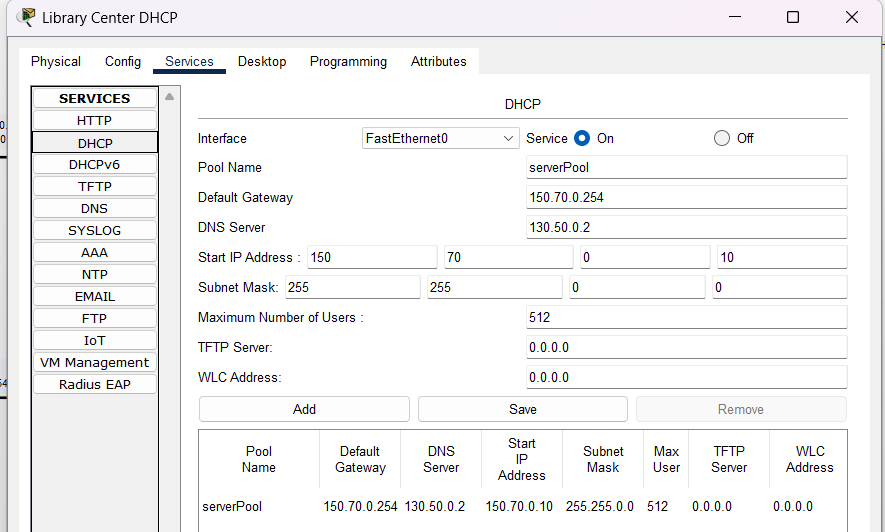 Library Center DHCP
Physical Config Services Desktop Programming Attributes
SERVICES
HTTP
DHCP
DHCPv6
TFTP
DNS
SYSLOG
AAA
NTP
EMAIL
FTP
IoT
VM Management
Radius EAP
DHCP
Interface FastEthernet0 Service On Off
Pool Name serverPool
Default Gateway 150.70.0.254
DNS Server 130.50.0.2
Start IP Address : 150 70 0 10
Subnet Mask: 255 255 0 0
Maximum Number of Users : 512
TFTP Server: 0.0.0.0
WLC Address: 0.0.0.0
Add Save Remove
Pool Name Default Gateway DNS Server Start IP Address Subnet Mask Max User TFTP Server WLC Address
serverPool 150.70.0.254 130.50.0.2 150.70.0.10 255.255.0.0 512 0.0.0.0 0.0.0.0